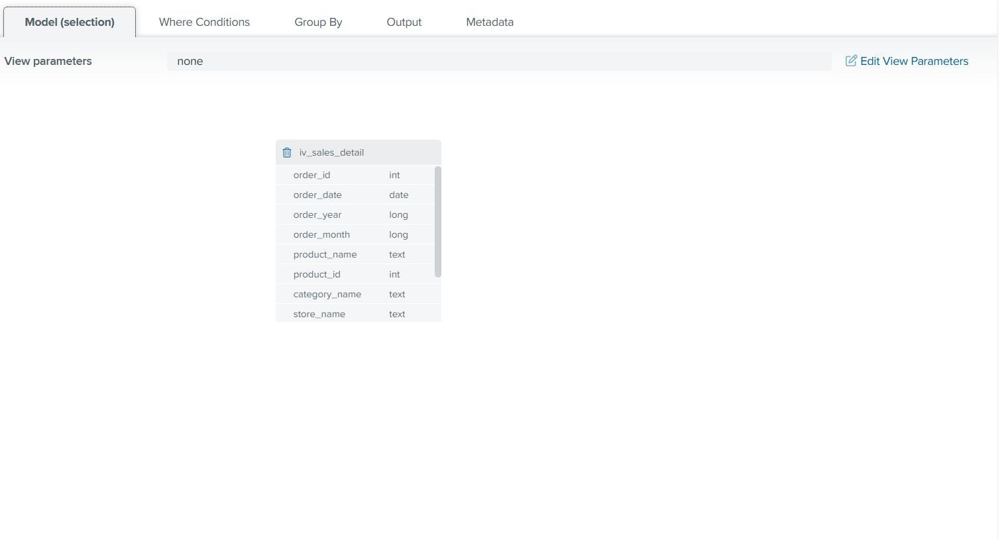 Model (selection) Where Conditions Group By Output Metadata
View parameters none Edit View Parameters
iv_sales_detail
order_id int
order_date date
order_year long
order_month long
product_name text
product_id int
category_name text
store_name text